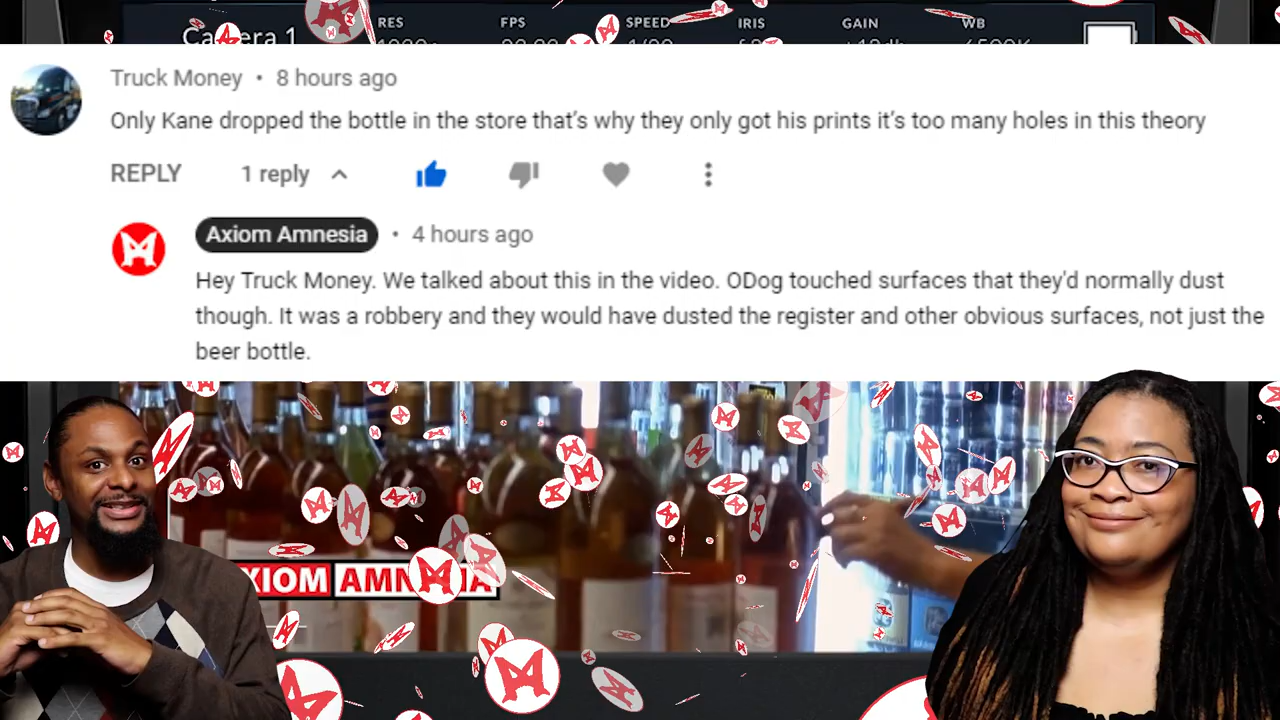 Camera 1
RES
FPS
SPEED
IRIS
GAIN
WB
Truck Money • 8 hours ago
Only Kane dropped the bottle in the store that's why they only got his prints it's too many holes in this theory
REPLY 1 reply
Axiom Amnesia • 4 hours ago
Hey Truck Money. We talked about this in the video. ODog touched surfaces that they'd normally dust
though. It was a robbery and they would have dusted the register and other obvious surfaces, not just the
beer bottle.
AXIOM AMNESIA